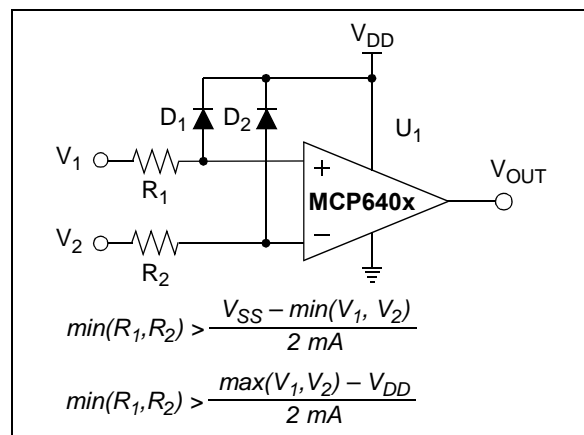 V_DD
D_1 D_2
U_1
V_1
R_1
+
MCP640x
V_OUT
V_2
R_2
−
min(R_1,R_2) > V_SS – min(V_1, V_2) / 2 mA
min(R_1,R_2) > max(V_1,V_2) – V_DD / 2 mA